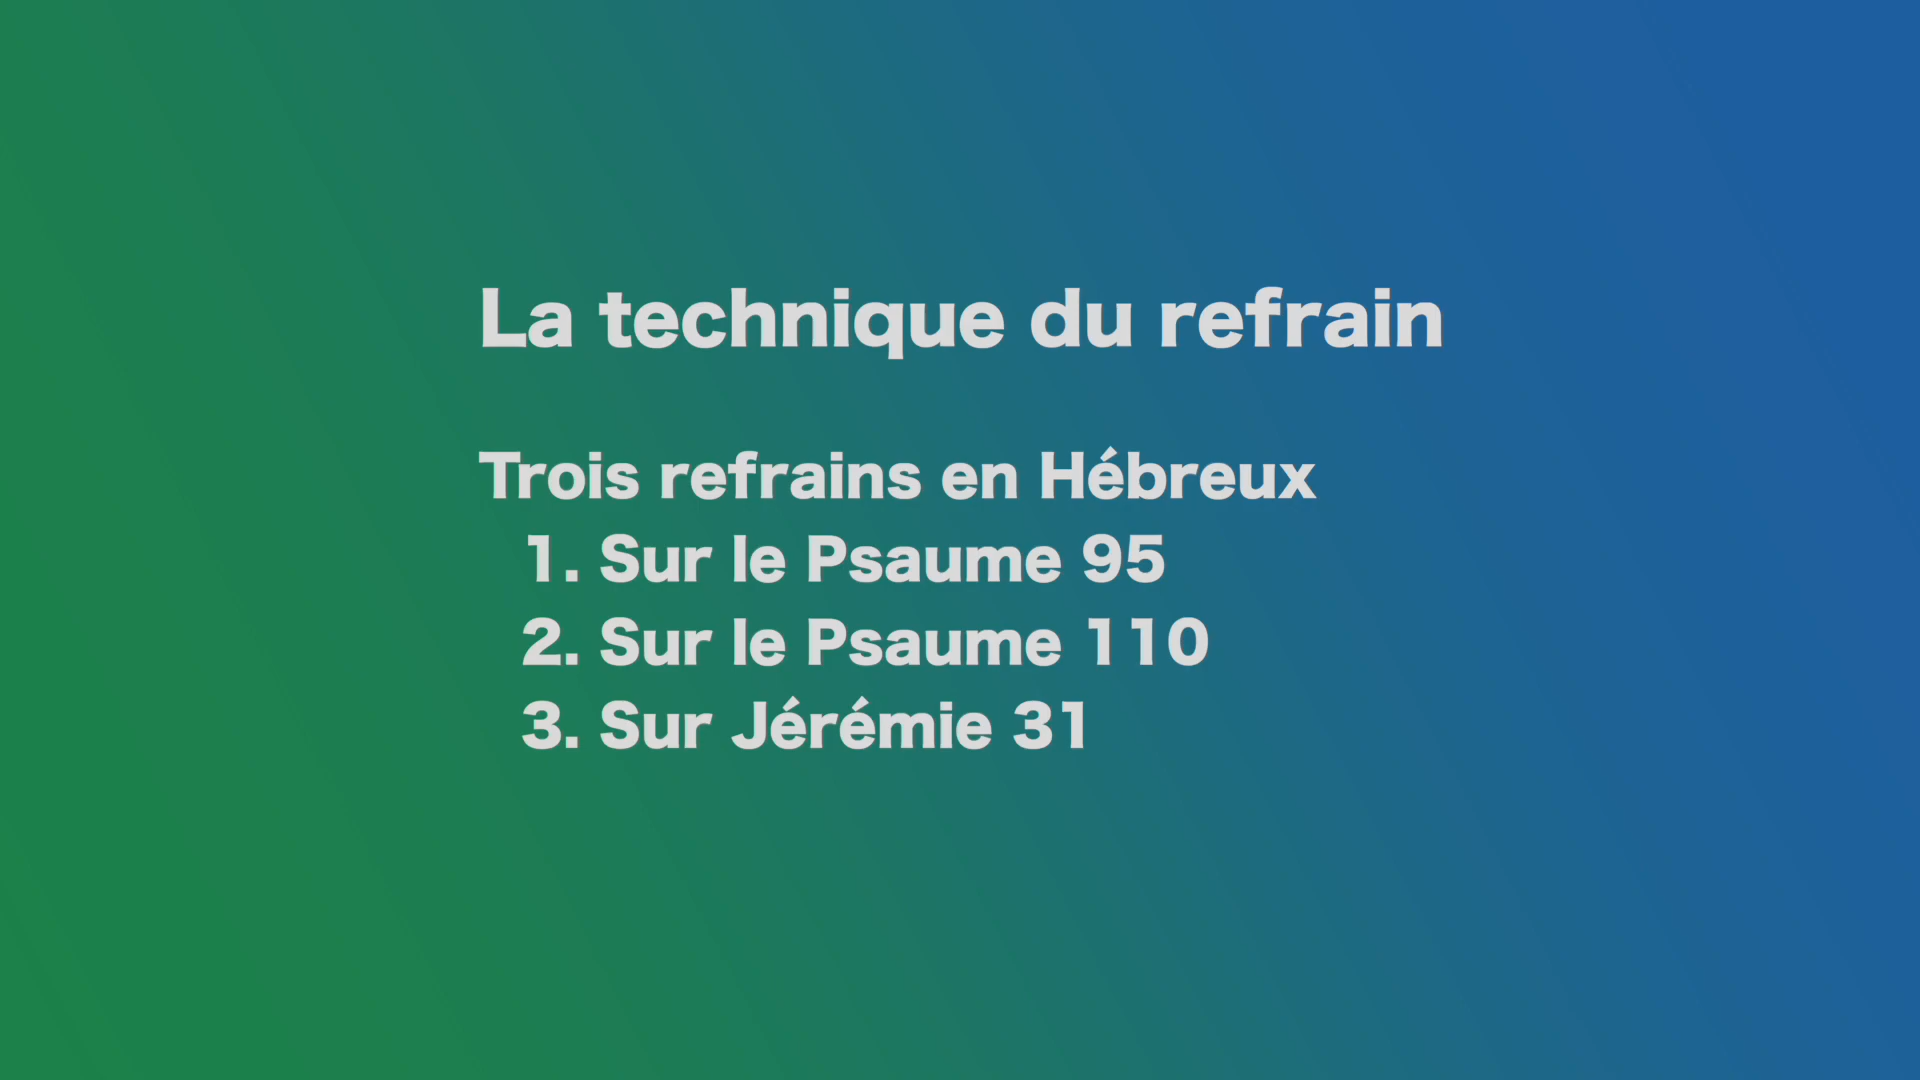 La technique du refrain
Trois refrains en Hébreux
1. Sur le Psaume 95
2. Sur le Psaume 110
3. Sur Jérémie 31